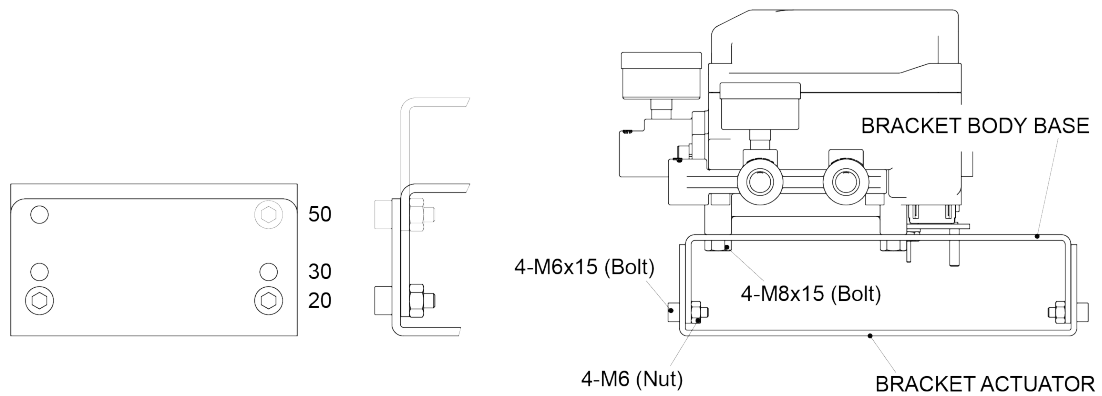 50
30
20
BRACKET BODY BASE
4-M6x15 (Bolt)
4-M8x15 (Bolt)
4-M6 (Nut)
BRACKET ACTUATOR